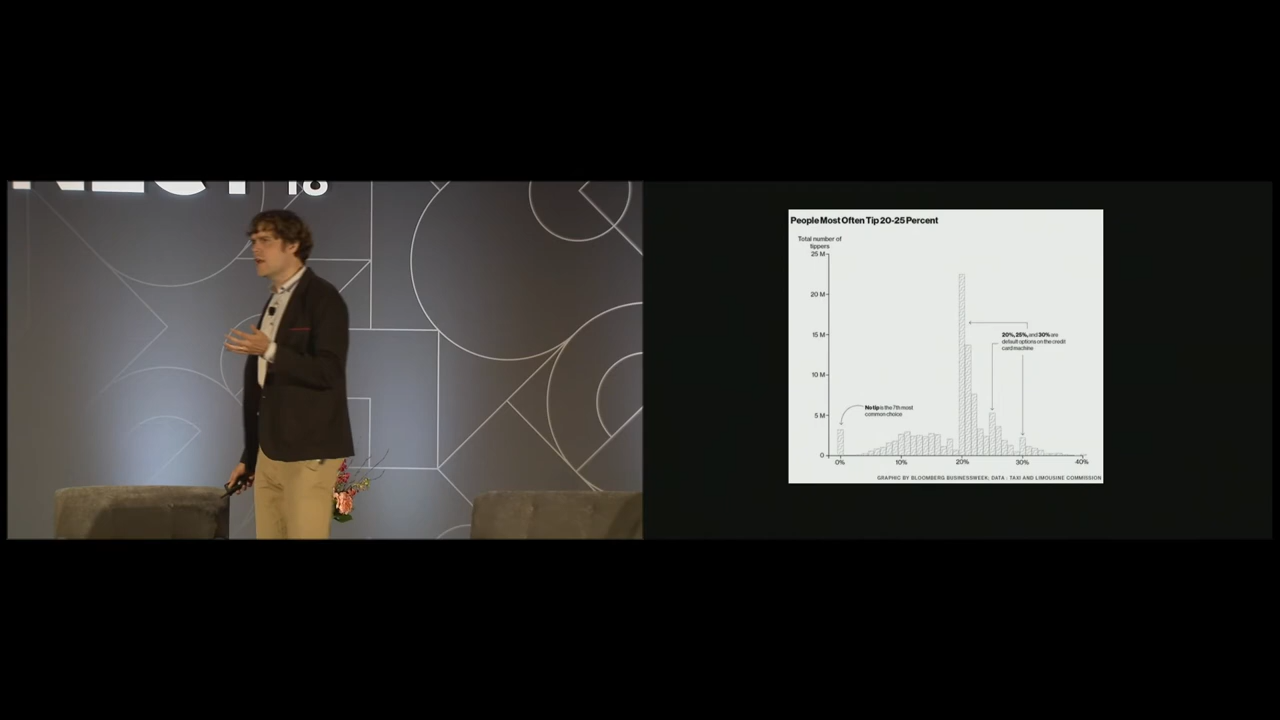 NECT 18
People Most Often Tip 20-25 Percent
Total number of
tippers
25 M
20 M
15 M
10 M
5 M
0
20%, 25%, and 30% are
default options on the credit
card machine
No tip is the 7th most
common choice
0%
10%
20%
30%
40%
GRAPHIC BY BLOOMBERG BUSINESSWEEK; DATA : TAXI AND LIMOUSINE COMMISSION